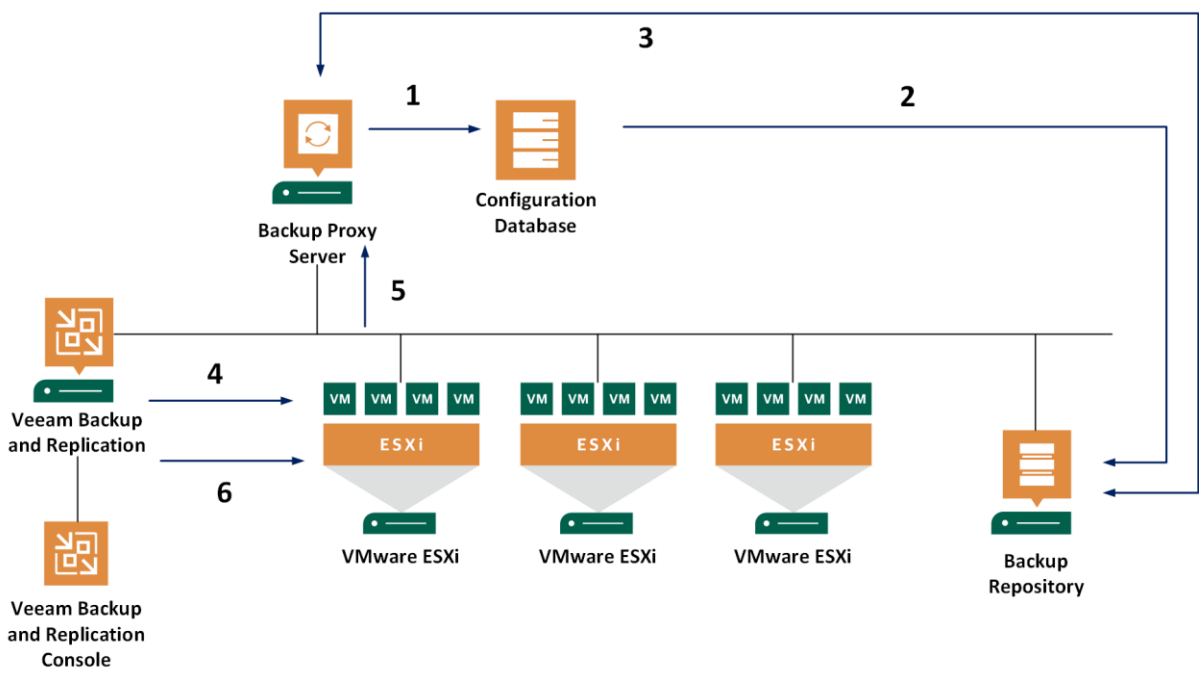 3
1
2
Configuration
Database
Backup Proxy
Server
5
4
VM VM VM VM
VM VM VM VM
VM VM VM VM
Veeam Backup
and Replication
ESXi
ESXi
ESXi
6
VMware ESXi
VMware ESXi
VMware ESXi
Backup
Repository
Veeam Backup
and Replication
Console